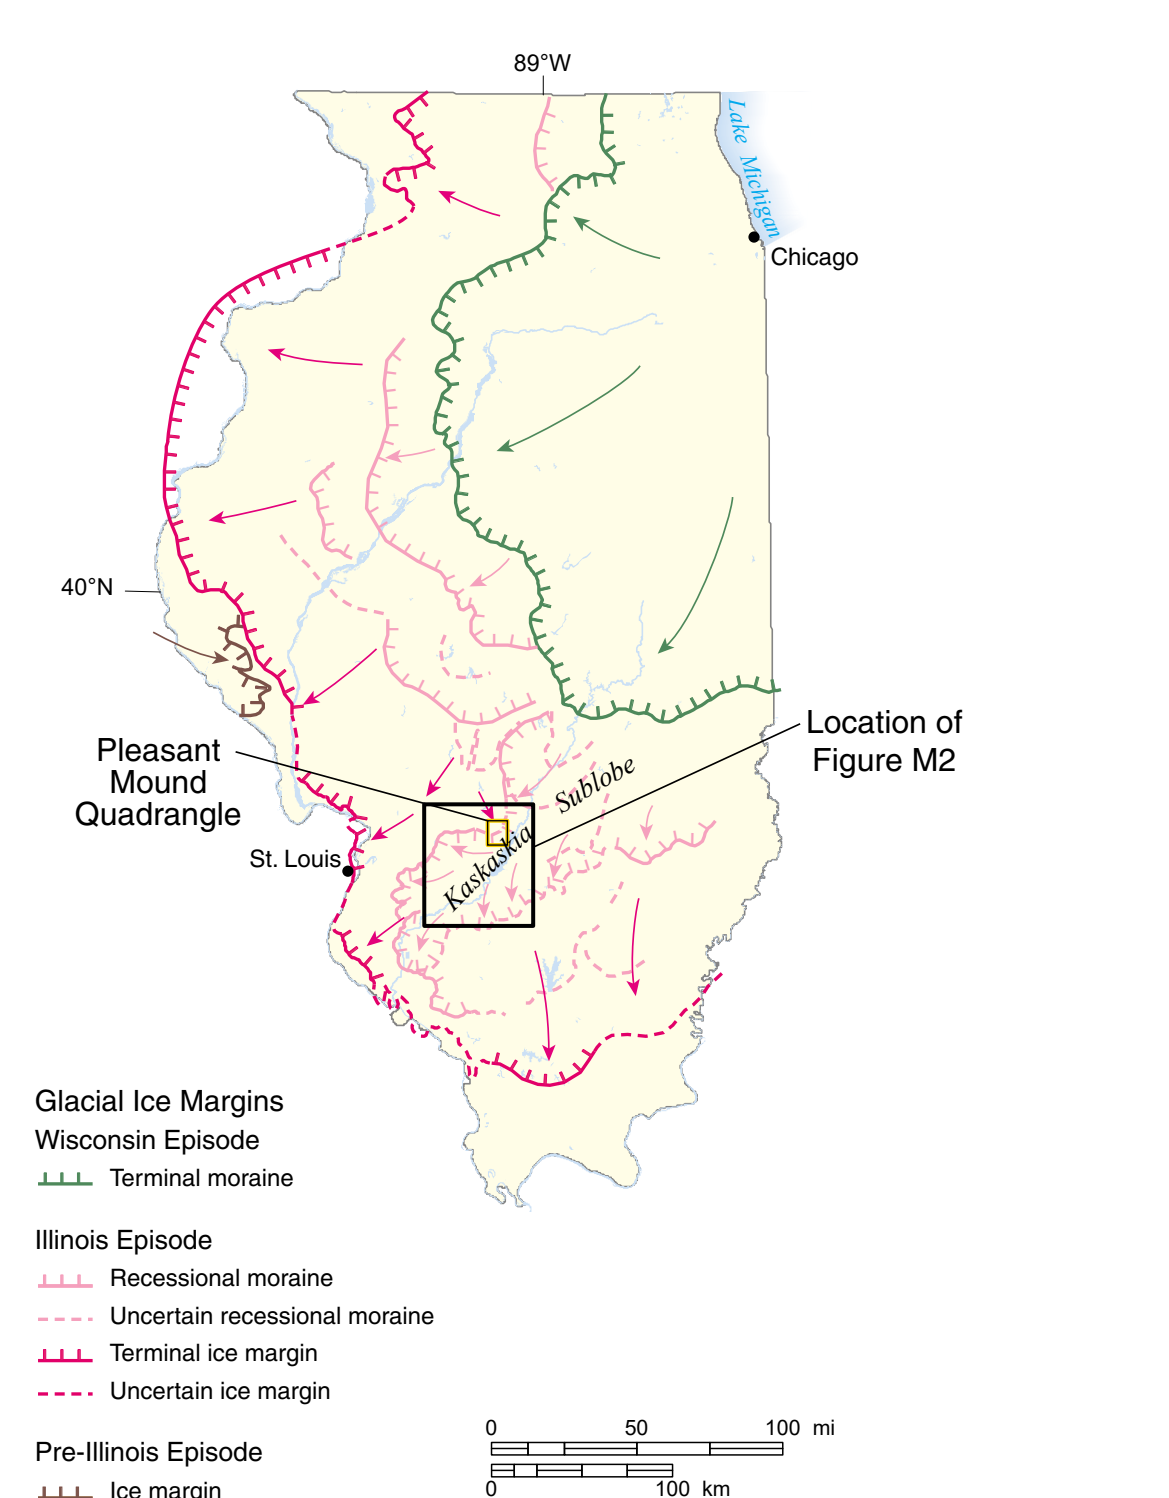 89°W
Lake Michigan
Chicago
40°N
Location of
Figure M2
Pleasant
Mound
Quadrangle
Sublobe
Kaskaskia
St. Louis
Glacial Ice Margins
Wisconsin Episode
Terminal moraine
Illinois Episode
Recessional moraine
Uncertain recessional moraine
Terminal ice margin
Uncertain ice margin
Pre-Illinois Episode
Ice margin
0 50 100 mi
0 100 km